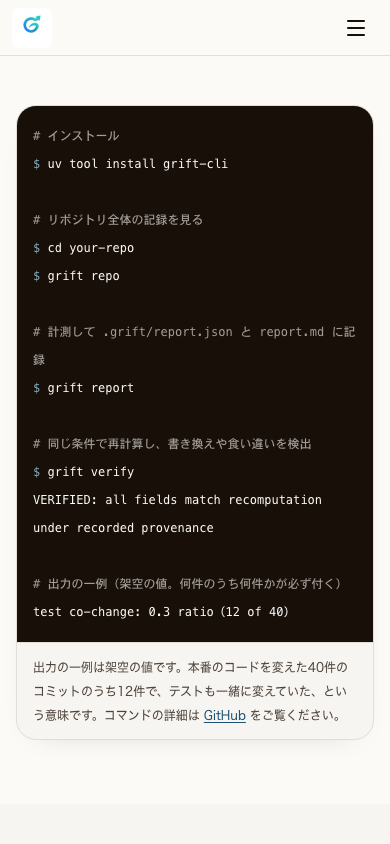 # インストール
$ uv tool install grift-cli
# リポジトリ全体の記録を見る
$ cd your-repo
$ grift repo
# 計測して .grift/report.json と report.md に記
録
$ grift report
# 同じ条件で再計算し、書き換えや食い違いを検出
$ grift verify
VERIFIED: all fields match recomputation
under recorded provenance
# 出力の一例（架空の値。何件のうち何件かが必ず付く）
test co-change: 0.3 ratio (12 of 40)
出力の一例は架空の値です。本番のコードを変えた40件の
コミットのうち12件で、テストも一緒に変えていた、とい
う意味です。コマンドの詳細は GitHub をご覧ください。